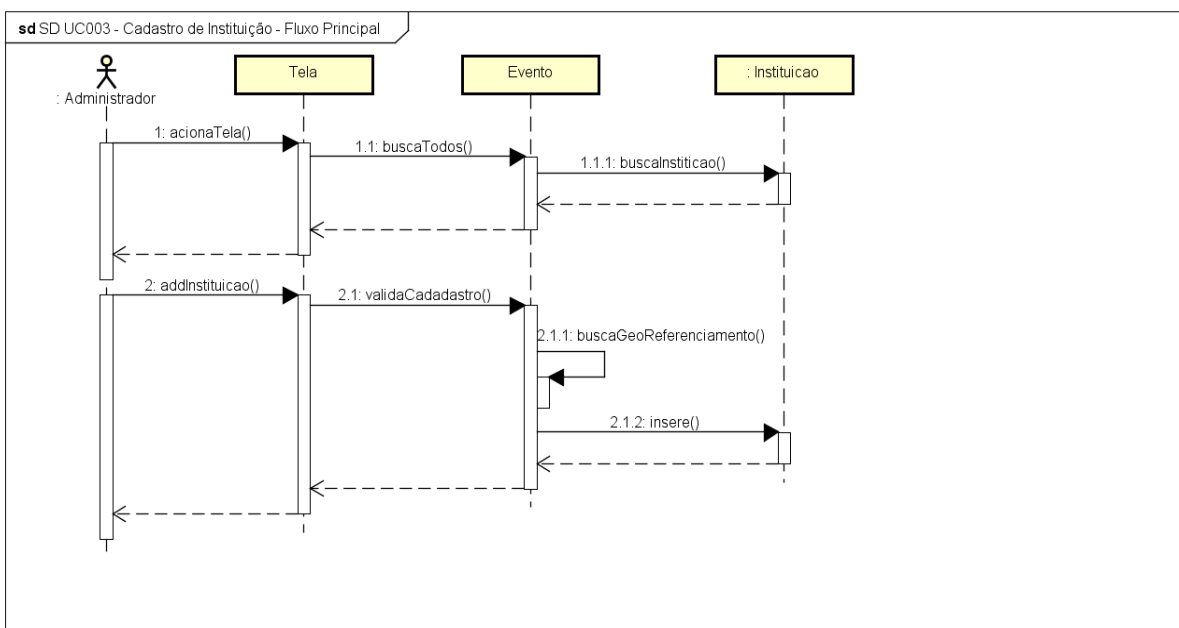 sd SD UC003 - Cadastro de Instituição - Fluxo Principal
: Administrador
Tela
Evento
: Instituicao
1: acionaTela()
1.1: buscaTodos()
1.1.1: buscaInstiticao()
2: addInstituicao()
2.1: validaCadadastro()
2.1.1: buscaGeoReferenciamento()
2.1.2: insere()